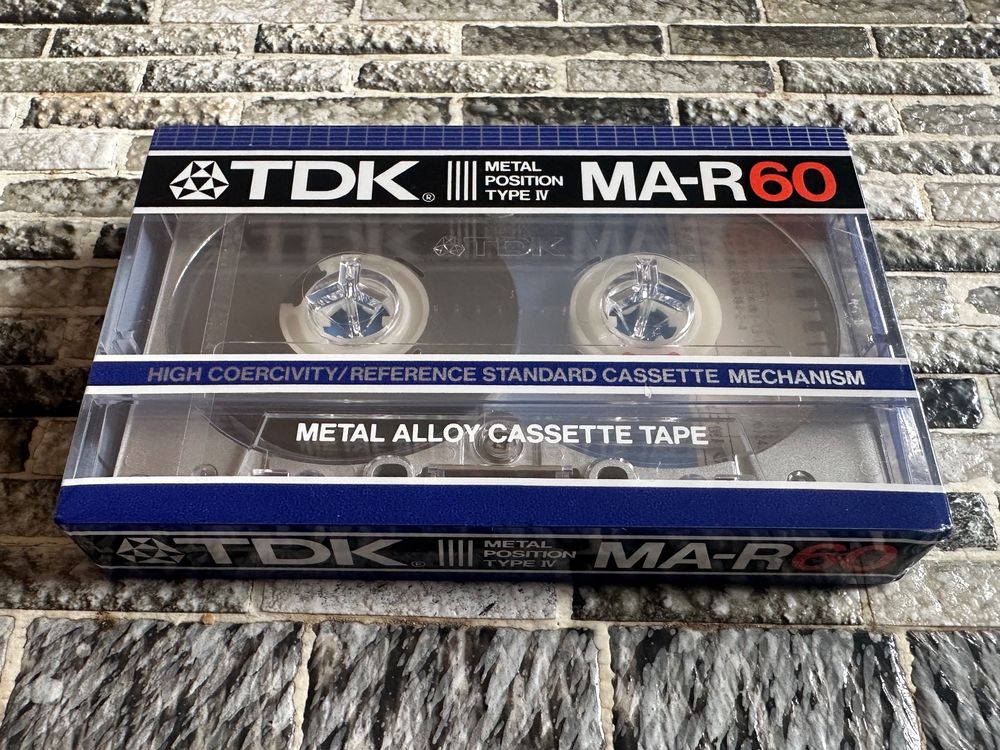 TDK® METAL POSITION TYPE IV MA-R60
TDK
HIGH COERCIVITY/REFERENCE STANDARD CASSETTE MECHANISM
METAL ALLOY CASSETTE TAPE
TDK® METAL POSITION TYPE IV MA-R60